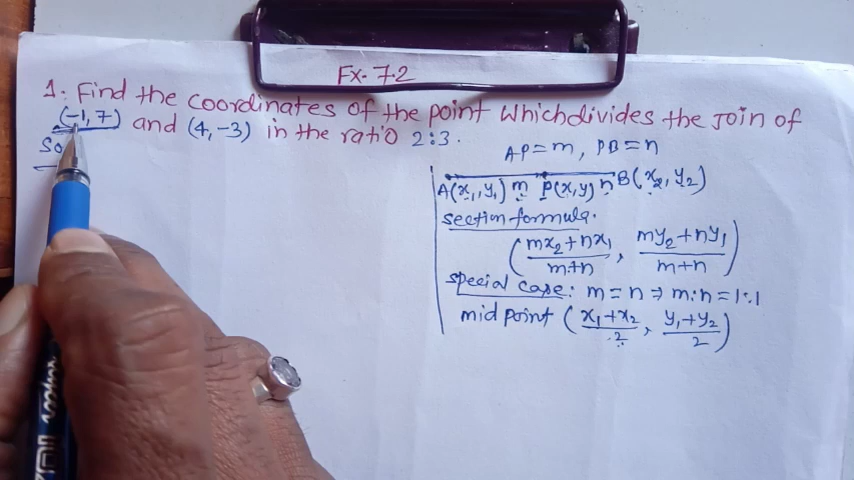 Ex-7.2
1. Find the coordinates of the point which divides the Join of
(-1,7) and (4,-3) in the ratio 2:3.
So
AP=m, PB=n
A(x₁,y₁) m P(x,y) n B(x₂,y₂)
section formula.
(mx₂+nx₁/m+n, my₂+ny₁/m+n)
special case: m=n⇒m:n=1:1
mid point (x₁+x₂/2, y₁+y₂/2)